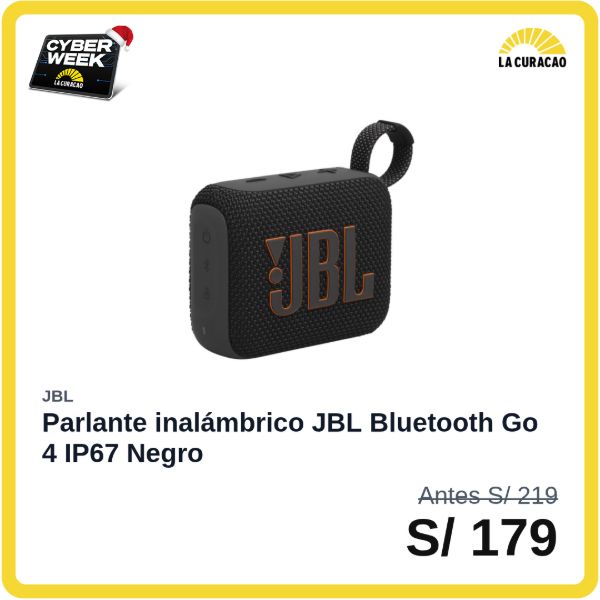 CYBER
WEEK
LA CURACAO
LA CURACAO
JBL
JBL
Parlante inalámbrico JBL Bluetooth Go
4 IP67 Negro
Antes S/ 219
S/ 179